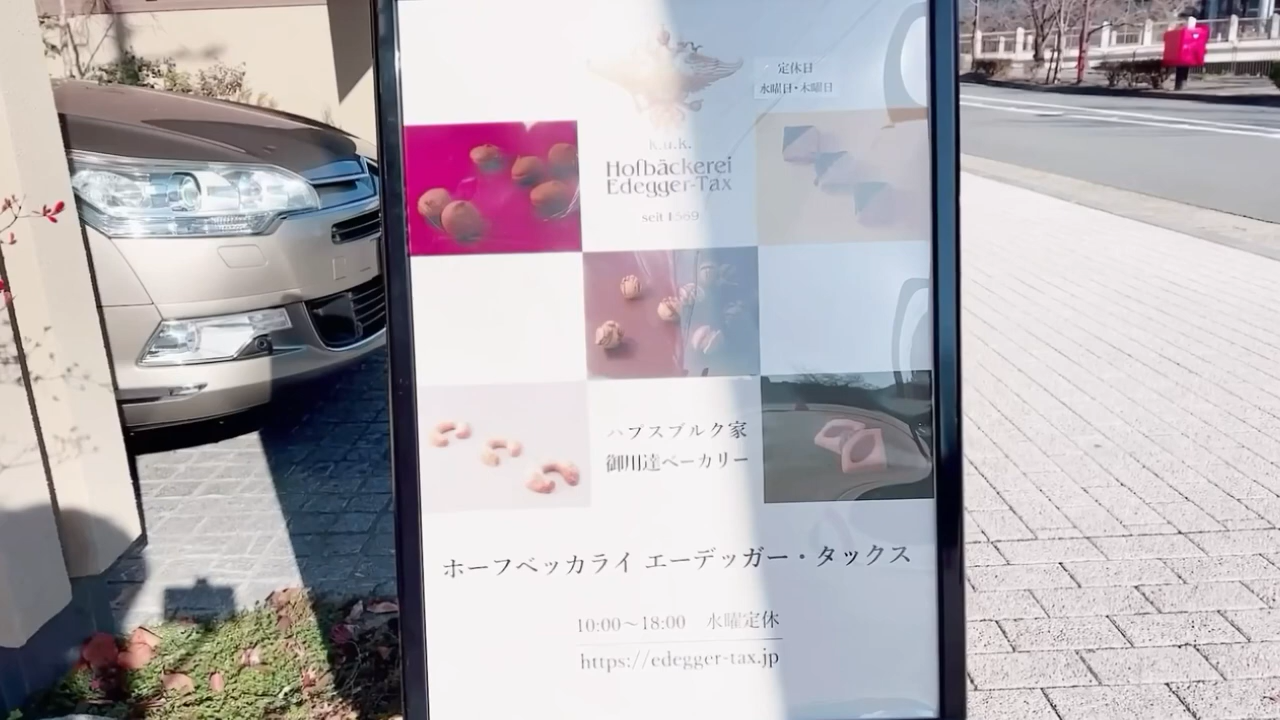 定休日
水曜日・木曜日
k.u.k.
Hofbäckerei
Edegger-Tax
seit 1569
ハプスブルク家
御用達ベーカリー
ホーフベッカライ エーデッガー・タックス
10:00～18:00 水曜定休
https://edegger-tax.jp